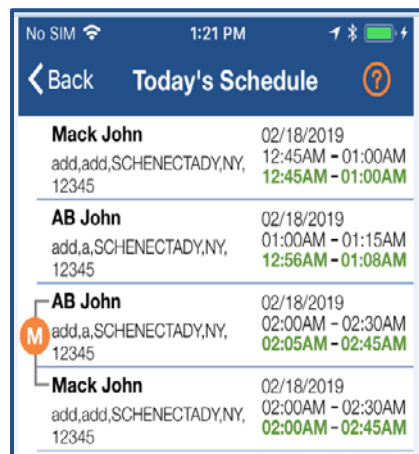 No SIM 1:21 PM
Back Today's Schedule ?
Mack John 02/18/2019
add,add,SCHENECTADY,NY, 12:45AM - 01:00AM
12345 12:45AM - 01:00AM
AB John 02/18/2019
add,a,SCHENECTADY,NY, 01:00AM - 01:15AM
12345 12:56AM - 01:08AM
AB John 02/18/2019
M add,a,SCHENECTADY,NY, 02:00AM - 02:30AM
12345 02:05AM - 02:45AM
Mack John 02/18/2019
add,add,SCHENECTADY,NY, 02:00AM - 02:30AM
12345 02:00AM - 02:45AM